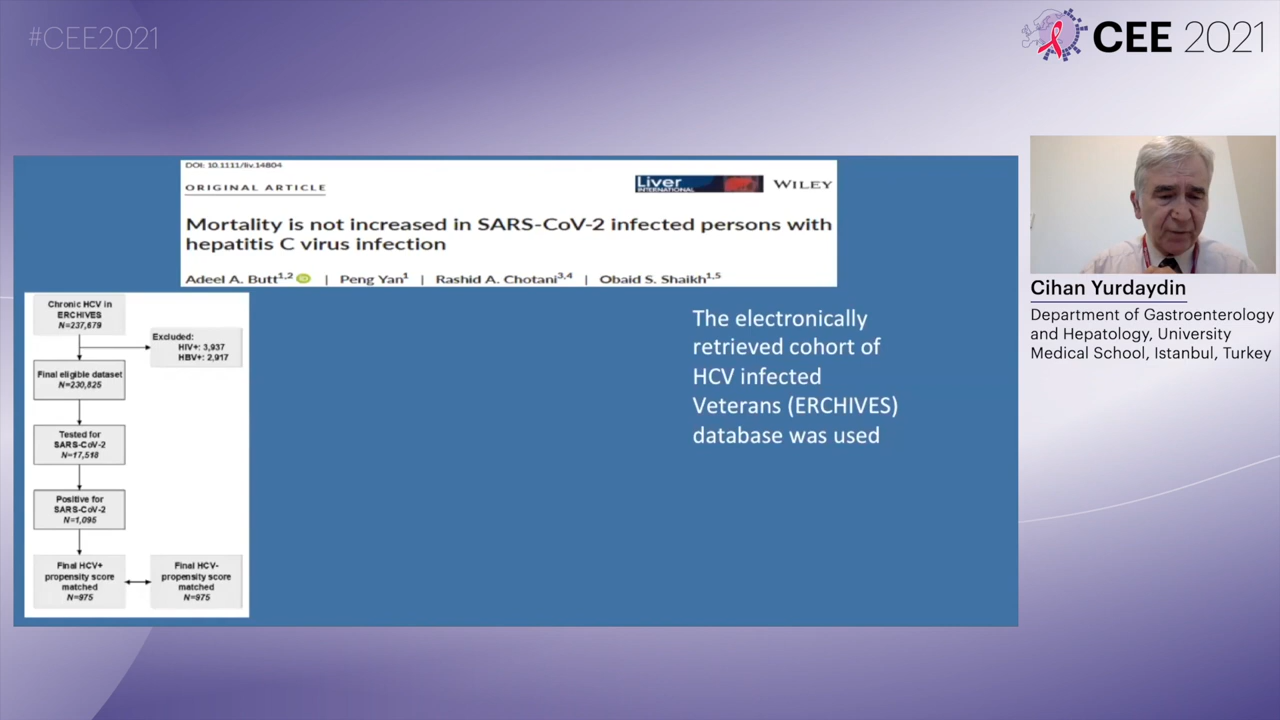 #CEE2021
CEE 2021
DOI: 10.1111/liv.14804
ORIGINAL ARTICLE
Liver
INTERNATIONAL
WILEY
Mortality is not increased in SARS-CoV-2 infected persons with
hepatitis C virus infection
Adeel A. Butt1,2 | Peng Yan1 | Rashid A. Chotani3,4 | Obaid S. Shaikh1,5
Chronic HCV in
ERCHIVES
N=237,679
Excluded:
HIV+: 3,937
HBV+: 2,917
Final eligible dataset
N=230,825
Tested for
SARS-CoV-2
N=17,518
Positive for
SARS-CoV-2
N=1,095
Final HCV+
propensity score
matched
N=975
Final HCV-
propensity score
matched
N=975
The electronically
retrieved cohort of
HCV infected
Veterans (ERCHIVES)
database was used
Cihan Yurdaydin
Department of Gastroenterology
and Hepatology, University
Medical School, Istanbul, Turkey